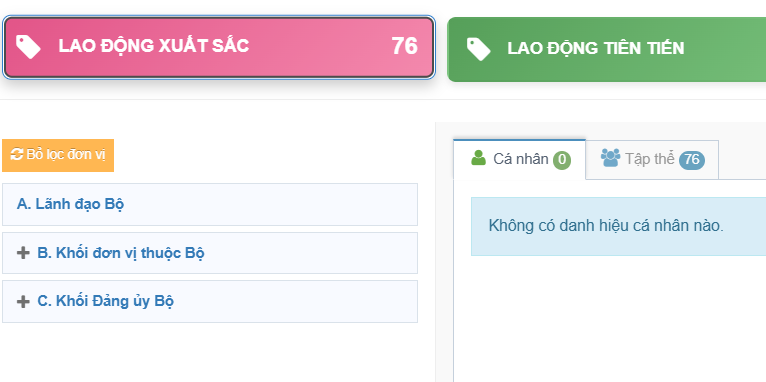 LAO ĐỘNG XUẤT SẮC 76
LAO ĐỘNG TIÊN TIẾN
Bỏ lọc đơn vị
A. Lãnh đạo Bộ
B. Khối đơn vị thuộc Bộ
C. Khối Đảng ủy Bộ
Cá nhân 0
Tập thể 76
Không có danh hiệu cá nhân nào.